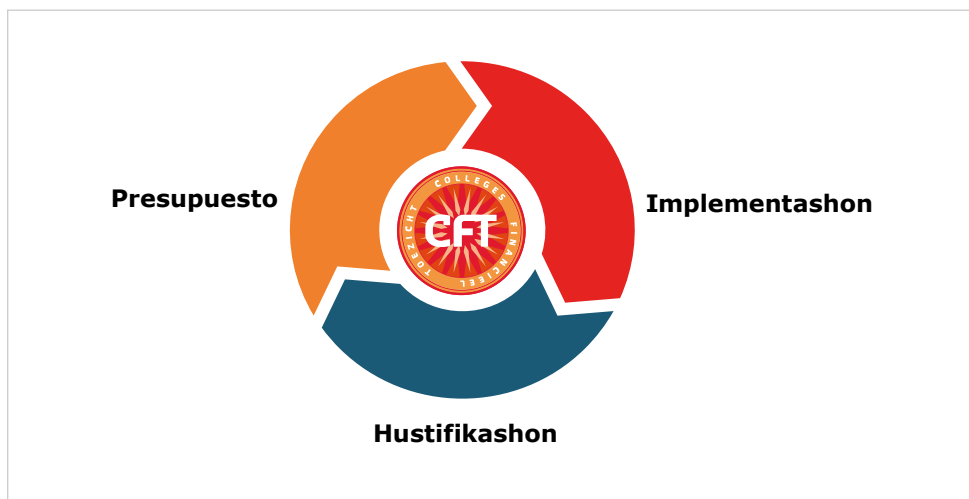 Presupuesto
Implementashon
COLLEGES FINANCIEEL TOEZICHT
CFT
Hustifikashon